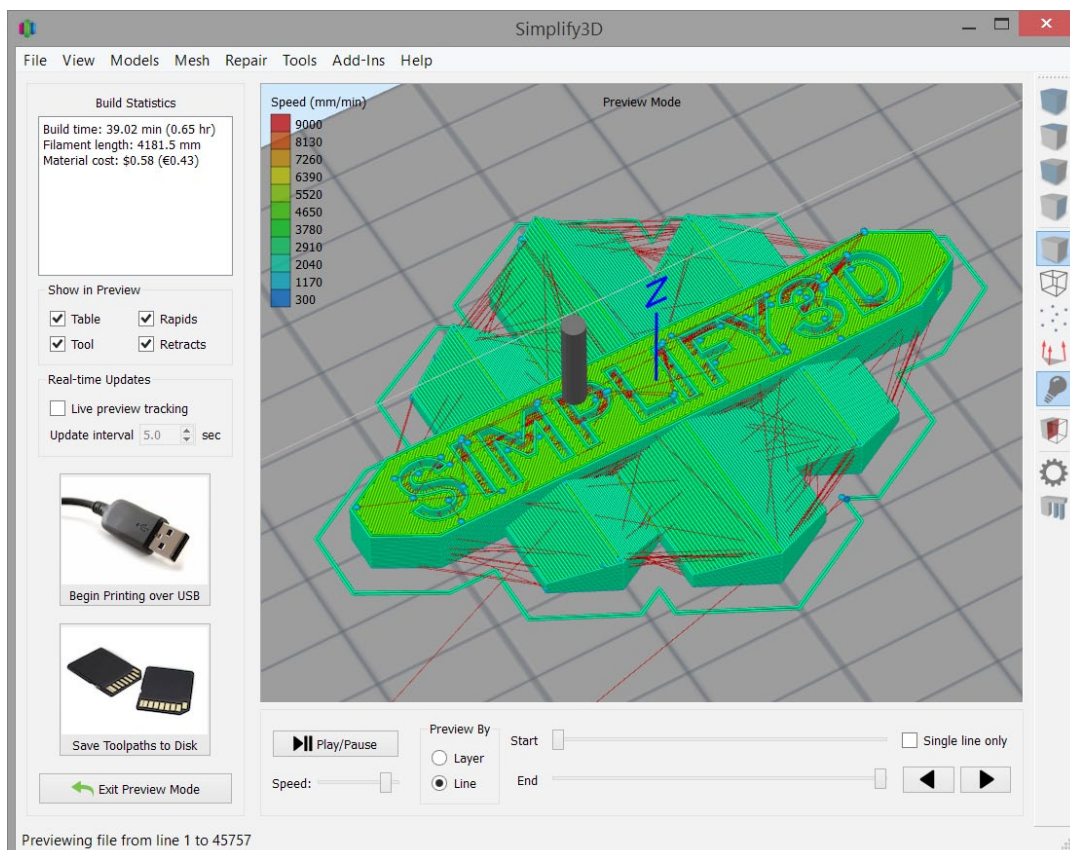 Simplify3D
File View Models Mesh Repair Tools Add-Ins Help
Build Statistics
Build time: 39.02 min (0.65 hr)
Filament length: 4181.5 mm
Material cost: $0.58 (€0.43)
Show in Preview
Table Rapids
Tool Retracts
Real-time Updates
Live preview tracking
Update interval 5.0 sec
Begin Printing over USB
Save Toolpaths to Disk
Exit Preview Mode
Speed (mm/min)
9000
8130
7260
6390
5520
4650
3780
2910
2040
1170
300
Preview Mode
Z
SIMPLIFY3D
Play/Pause
Speed:
Preview By
Layer
Line
Start
End
Single line only
Previewing file from line 1 to 45757